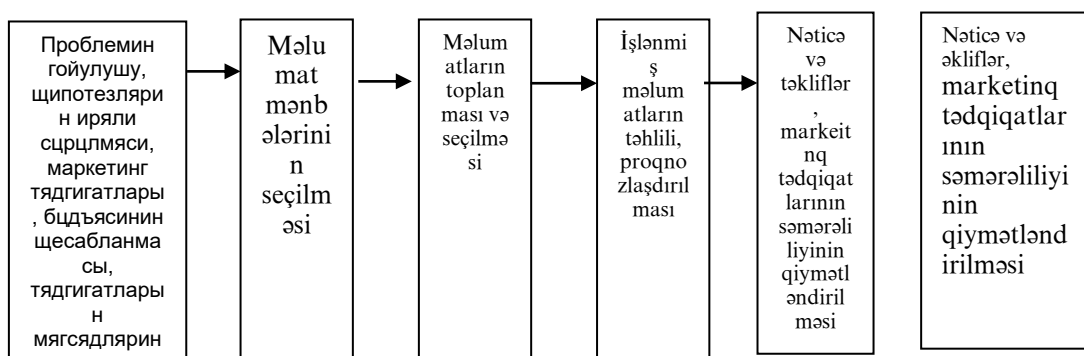 Проблемин
гойулушу,
щипотезляри
н иряли
сцрцлмяси,
маркетинг
тядгигатлары
, бцдъясинин
щесабланма
сы,
тядгигатлары
н
мягсядлярин
Məlu
mat
mənb
ələrini
n
seçilm
əsi
Məlum
atların
toplan
ması və
seçilmə
si
İşlənmi
ş
məlum
atların
təhlili,
proqno
zlaşdırıl
ması
Nəticə
və
təkliflər
,
markeit
nq
tədqiqat
larının
səmərəli
liyinin
qiymətl
əndiril
məsi
Nəticə və
əkliflər,
marketinq
tədqiqatlar
ının
səmərəliliyi
nin
qiymətlənd
irilməsi